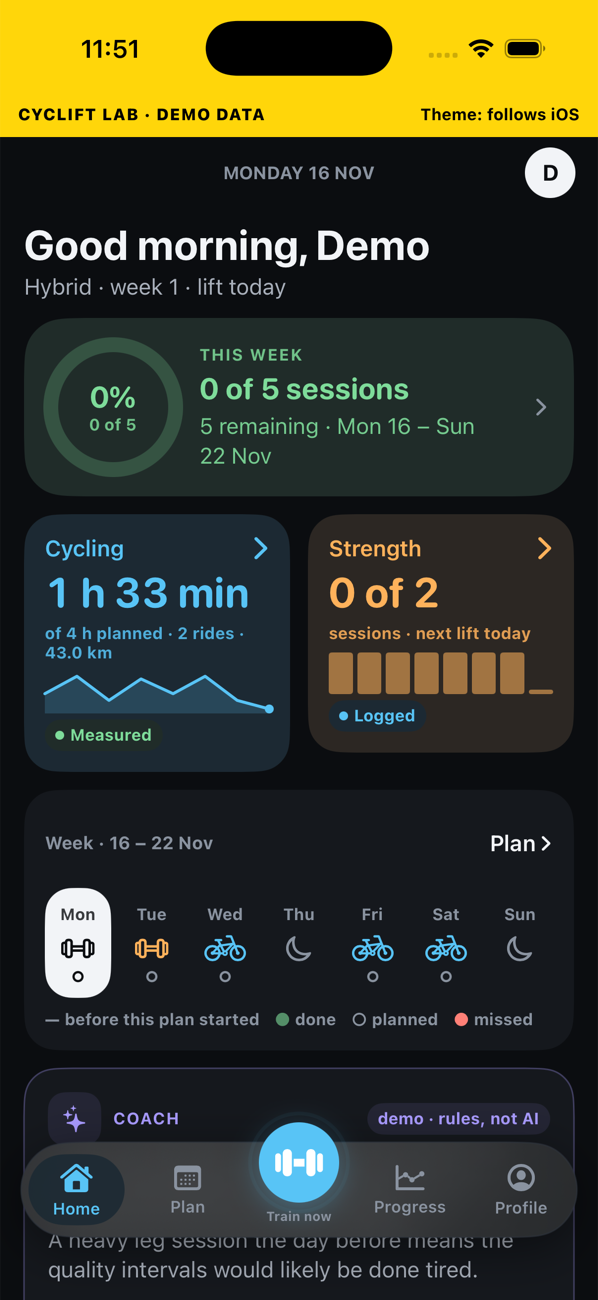 11:51
CYCLIFT LAB · DEMO DATA
Theme: follows iOS
MONDAY 16 NOV
D
Good morning, Demo
Hybrid · week 1 · lift today
THIS WEEK
0%
0 of 5
0 of 5 sessions
5 remaining · Mon 16 – Sun
22 Nov
Cycling
1 h 33 min
of 4 h planned · 2 rides ·
43.0 km
Measured
Strength
0 of 2
sessions · next lift today
Logged
Week · 16 – 22 Nov
Plan
Mon Tue Wed Thu Fri Sat Sun
— before this plan started done planned missed
COACH
demo · rules, not AI
Home
Plan
Train now
Progress
Profile
A heavy leg session the day before means the
quality intervals would likely be done tired.